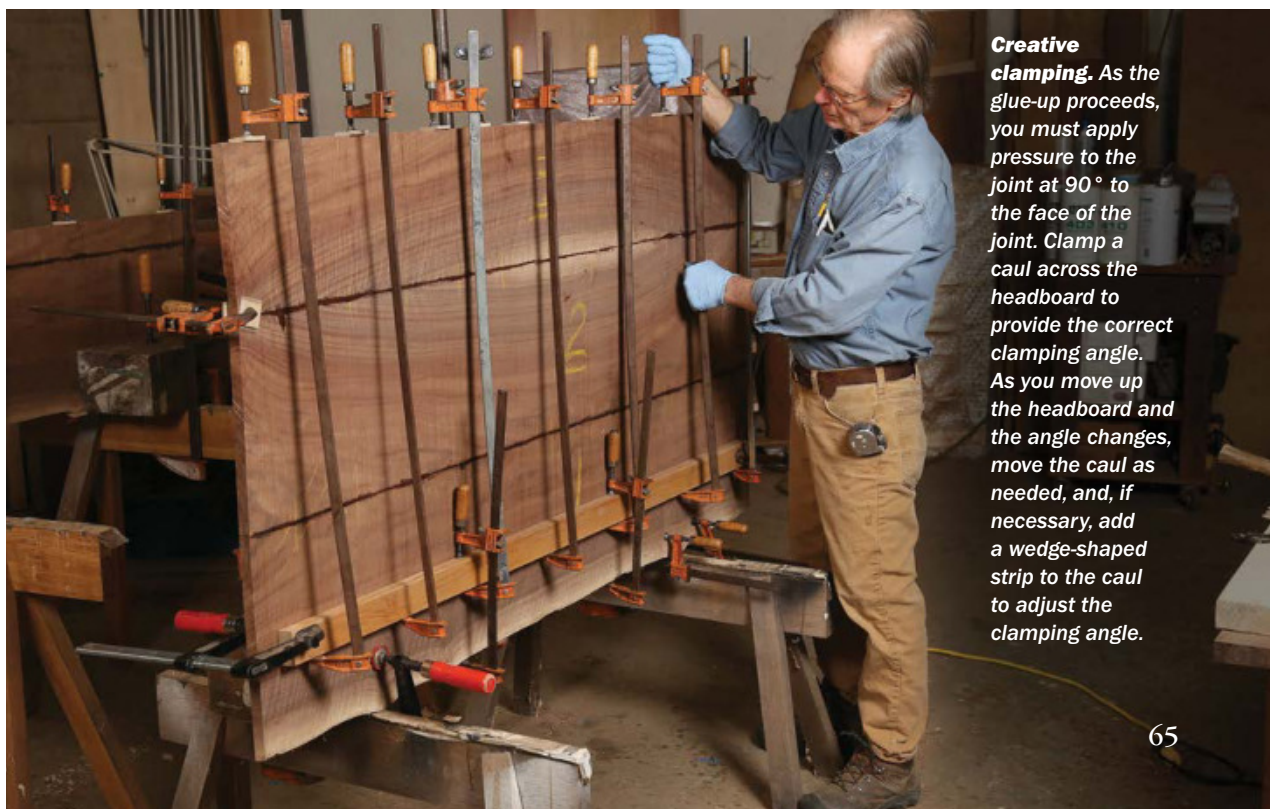 Creative
clamping. As the
glue-up proceeds,
you must apply
pressure to the
joint at 90° to
the face of the
joint. Clamp a
caul across the
headboard to
provide the correct
clamping angle.
As you move up
the headboard and
the angle changes,
move the caul as
needed, and, if
necessary, add
a wedge-shaped
strip to the caul
to adjust the
clamping angle.
2
65